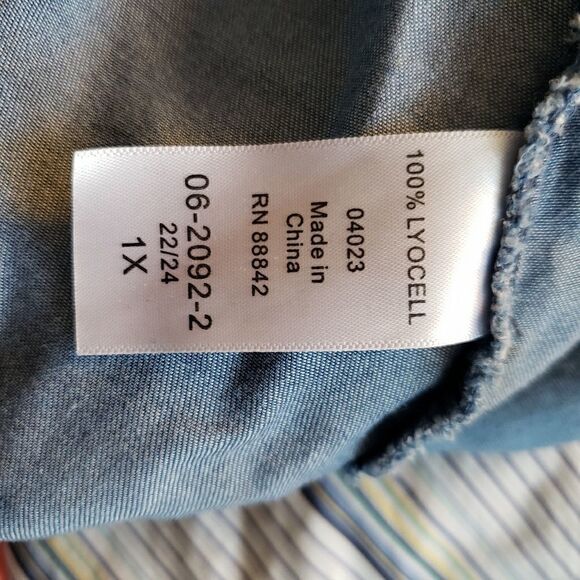 100% LYOCELL
04023
Made in
China
RN 88842
06-2092-2
22/24
1X